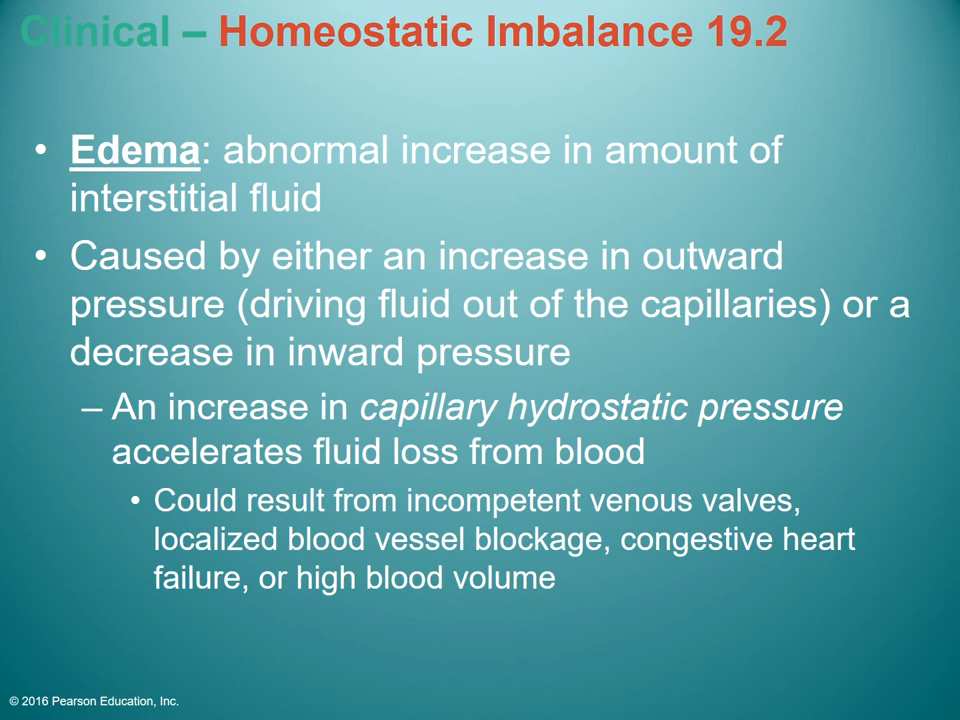 Clinical – Homeostatic Imbalance 19.2
• Edema: abnormal increase in amount of
interstitial fluid
• Caused by either an increase in outward
pressure (driving fluid out of the capillaries) or a
decrease in inward pressure
– An increase in capillary hydrostatic pressure
accelerates fluid loss from blood
• Could result from incompetent venous valves,
localized blood vessel blockage, congestive heart
failure, or high blood volume
© 2016 Pearson Education, Inc.